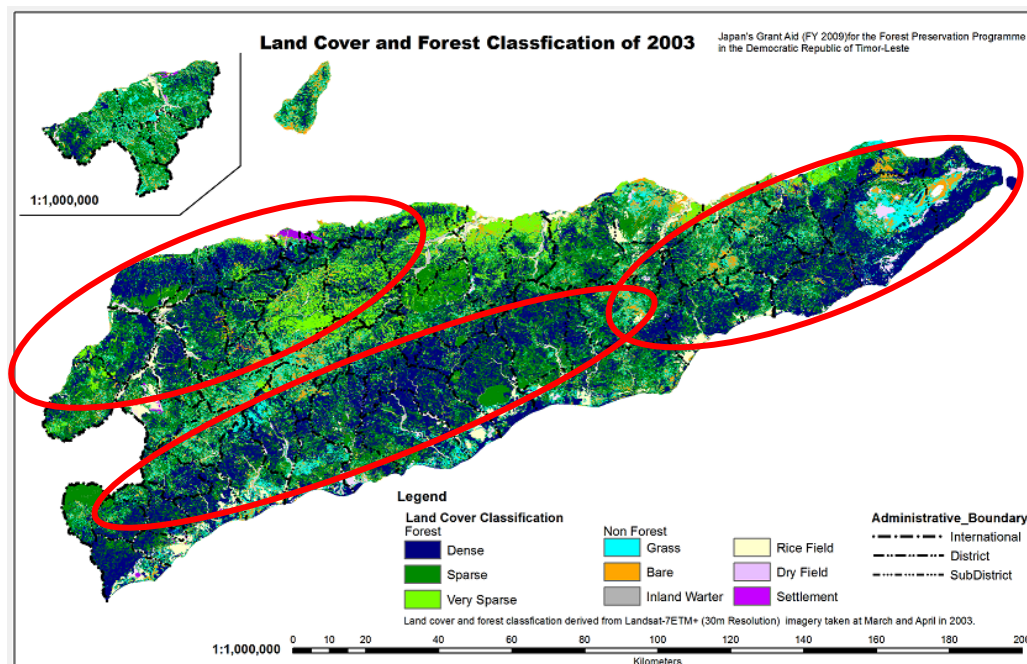 Land Cover and Forest Classfication of 2003
Japan's Grant Aid (FY 2009)for the Forest Preservation Programme
in the Democratic Republic of Timor-Leste
1:1,000,000
Legend
Land Cover Classification
Forest
Dense
Sparse
Very Sparse
Non Forest
Grass
Bare
Inland Warter
Rice Field
Dry Field
Settlement
Administrative_Boundary
International
District
SubDistrict
Land cover and forest classfication derived from Landsat-7ETM+ (30m Resolution) imagery taken at March and April in 2003.
1:1,000,000
0 10 20 40 60 80 100 120 140 160 180 200
Kilometers